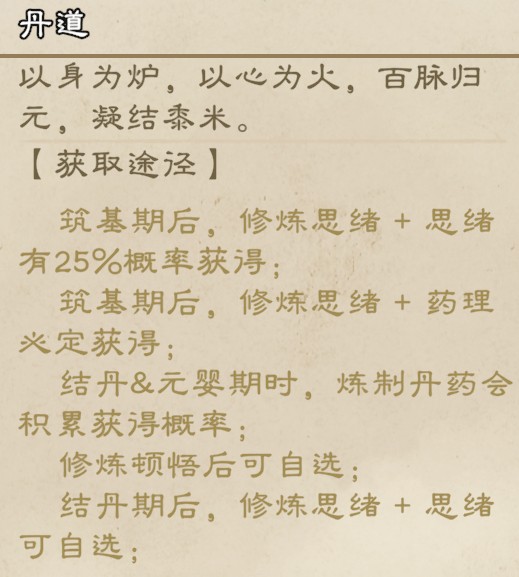 丹道
以身为炉，以心为火，百脉归
元，凝结黍米。
【获取途径】
筑基期后，修炼思绪+思绪
有25%概率获得；
筑基期后，修炼思绪+药理
必定获得；
结丹&元婴期时，炼制丹药会
积累获得概率；
修炼顿悟后可自选；
结丹期后，修炼思绪+思绪
可自选；